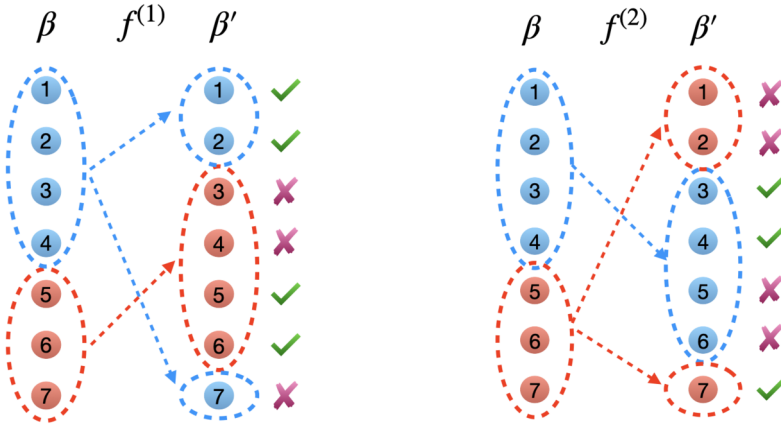 β f⁽¹⁾ β′
1 1 ✓
2 2 ✓
3 3 ✗
4 4 ✗
5 5 ✓
6 6 ✓
7 7 ✗
β f⁽²⁾ β′
1 1 ✗
2 2 ✗
3 3 ✓
4 4 ✓
5 5 ✗
6 6 ✗
7 7 ✓